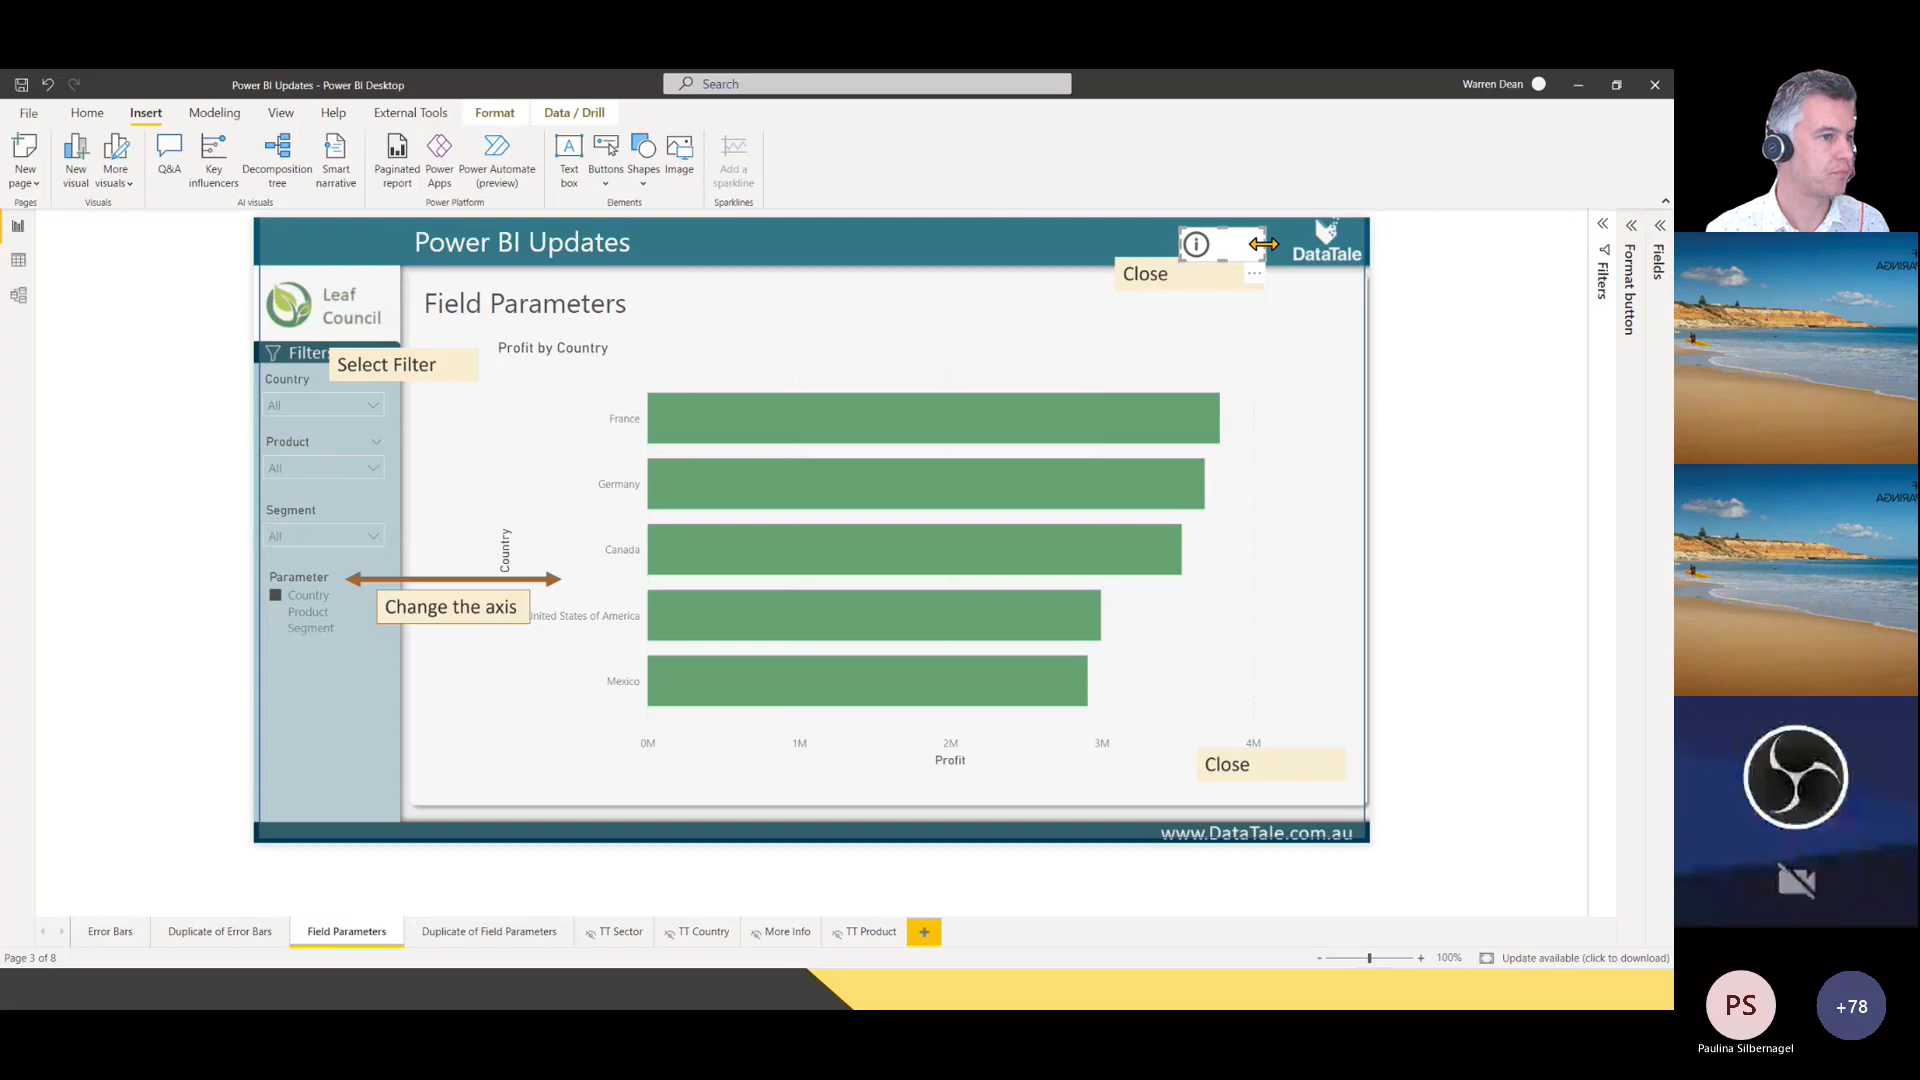 Power BI Updates - Power BI Desktop
Search
Warren Dean
File Home Insert Modeling View Help External Tools Format Data / Drill
New page
New visual
More visuals
Q&A
Key influencers
Decomposition tree
Smart narrative
Paginated report
Power Apps
Power Automate (preview)
Text box
Buttons
Shapes
Image
Add a sparkline
Pages Visuals AI visuals Power Platform Elements Sparklines
Power BI Updates
DataTale
Close
Leaf Council
Field Parameters
Filters
Select Filter
Profit by Country
Country
All
Product
All
Segment
All
Parameter
Country
Product
Segment
Change the axis
Country
France
Germany
Canada
United States of America
Mexico
0M 1M 2M 3M 4M
Profit
Close
www.DataTale.com.au
Filters
Format button
Fields
Error Bars Duplicate of Error Bars Field Parameters Duplicate of Field Parameters TT Sector TT Country More Info TT Product
Page 3 of 8
- + 100% Update available (click to download)
PS
+78
Paulina Silbernagel